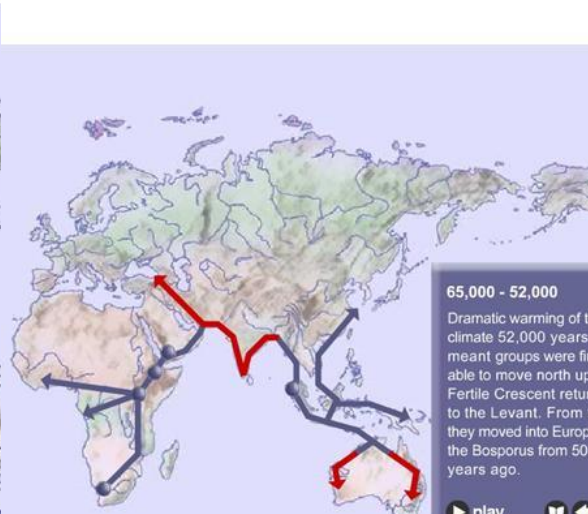 65,000 - 52,000
Dramatic warming of t
climate 52,000 years
meant groups were fi
able to move north up
Fertile Crescent retur
to the Levant. From
they moved into Europ
the Bosporus from 50
years ago.
play